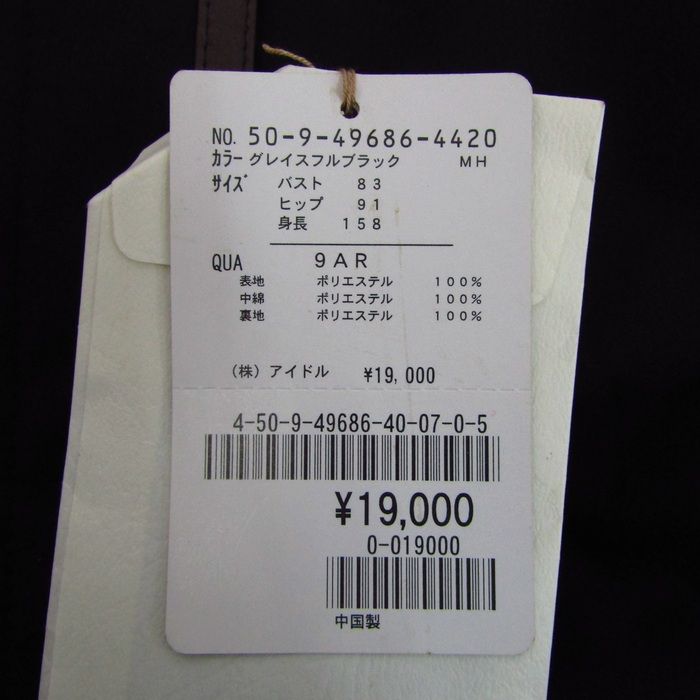 NO. 50-9-49686-4420
ｶﾗｰ グレイスフルブラック MH
ｻｲｽﾞ バスト 83
ヒップ 91
身長 158
QUA 9AR
表地 ポリエステル 100%
中綿 ポリエステル 100%
裏地 ポリエステル 100%
(株)アイドル ¥19,000
4-50-9-49686-40-07-0-5
¥19,000
0-019000
中国製